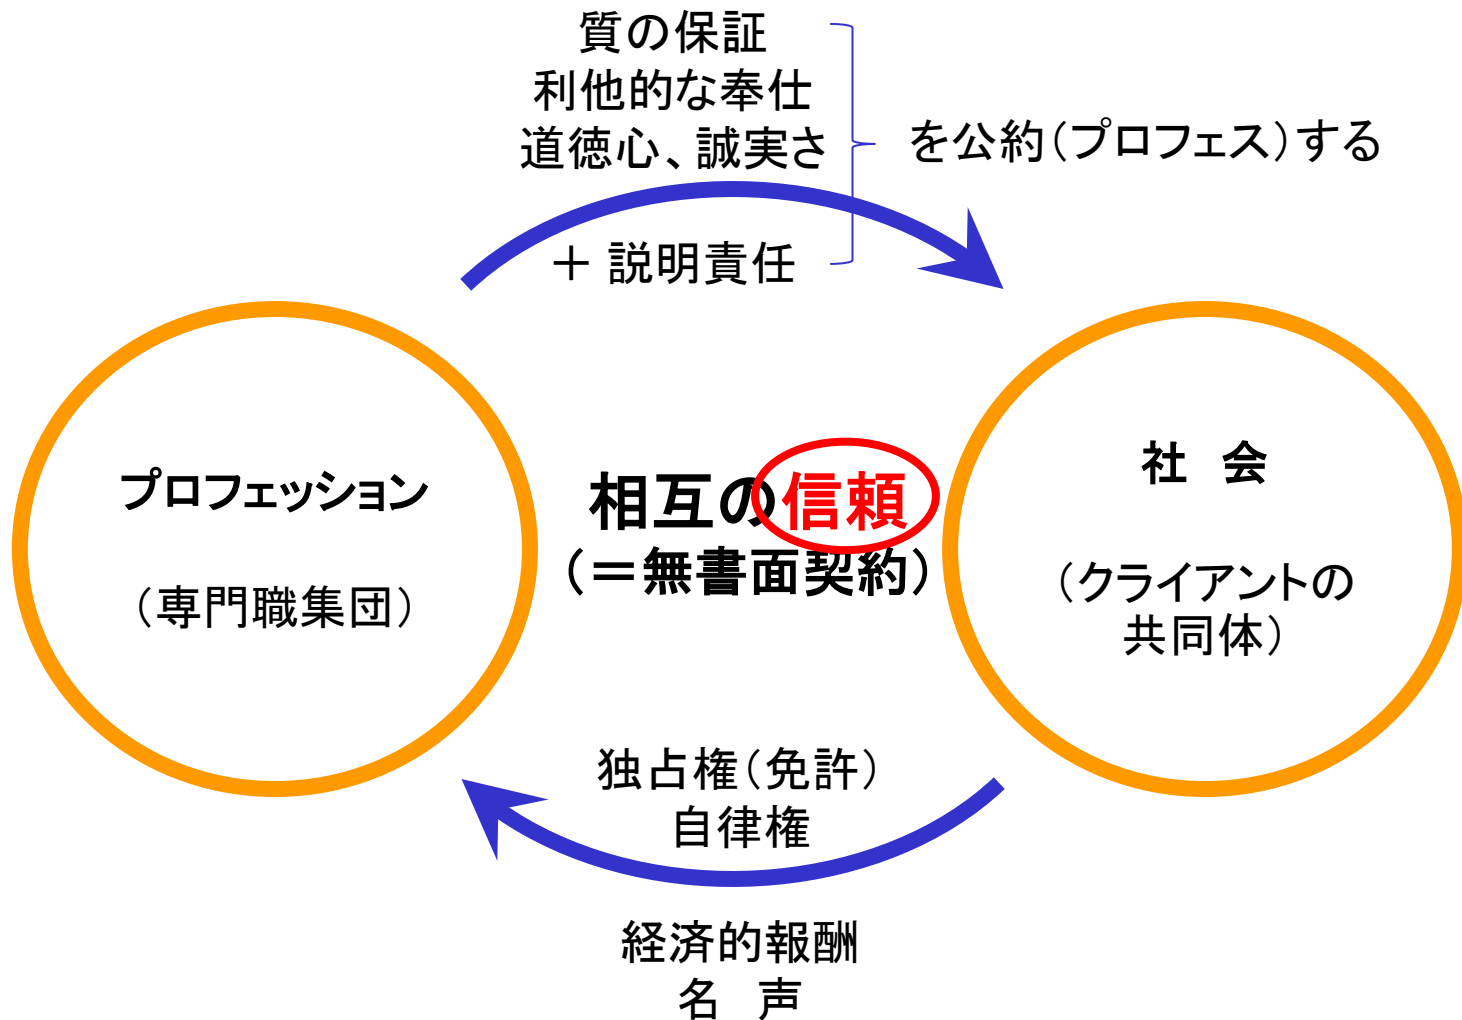 質の保証
利他的な奉仕
道徳心、誠実さ
を公約（プロフェス）する
＋ 説明責任
プロフェッション
（専門職集団）
相互の信頼
（＝無書面契約）
社　会
（クライアントの
共同体）
独占権（免許）
自律権
経済的報酬
名　声